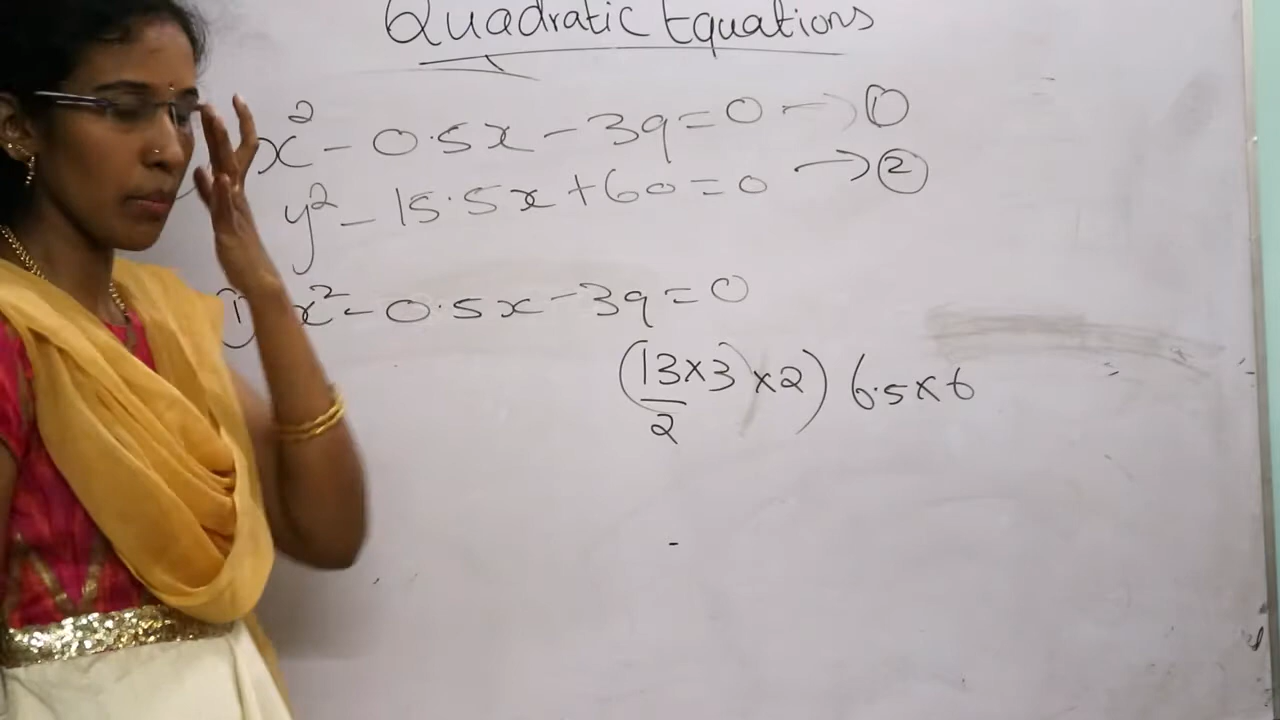 Quadratic Equations
x² - 0.5x - 39 = 0 → ①
y² - 15.5x + 60 = 0 → ②
① x² - 0.5x - 39 = 0
(13/2 × 3) × 2) 6.5 × 6